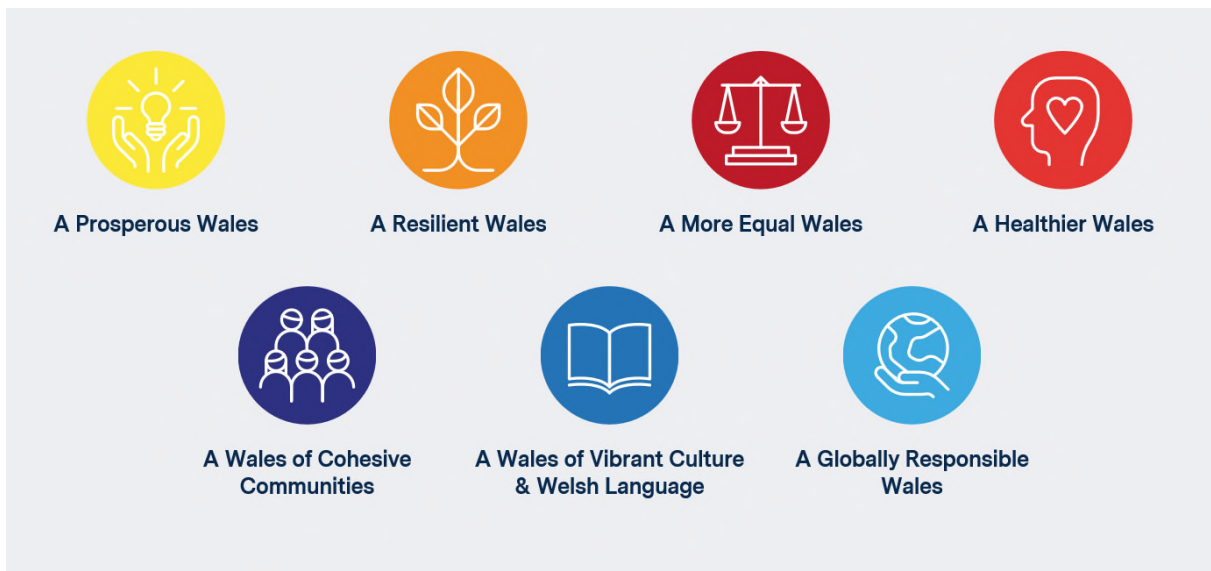 A Prosperous Wales
A Resilient Wales
A More Equal Wales
A Healthier Wales
A Wales of Cohesive
Communities
A Wales of Vibrant Culture
& Welsh Language
A Globally Responsible
Wales